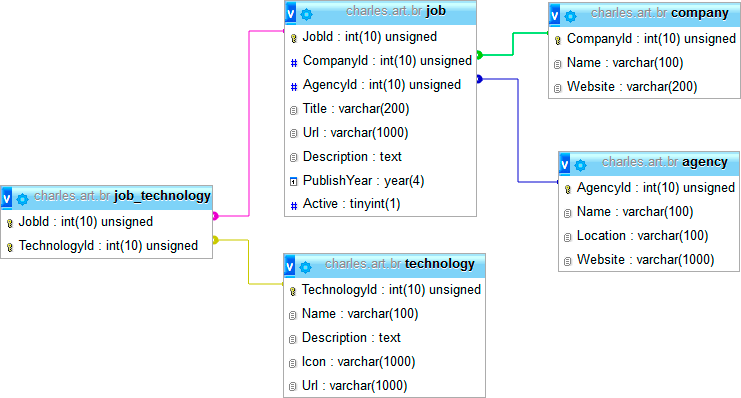 charles.art.br job
JobId : int(10) unsigned
CompanyId : int(10) unsigned
AgencyId : int(10) unsigned
Title : varchar(200)
Url : varchar(1000)
Description : text
PublishYear : year(4)
Active : tinyint(1)
charles.art.br company
CompanyId : int(10) unsigned
Name : varchar(100)
Website : varchar(200)
charles.art.br agency
AgencyId : int(10) unsigned
Name : varchar(100)
Location : varchar(100)
Website : varchar(1000)
charles.art.br job_technology
JobId : int(10) unsigned
TechnologyId : int(10) unsigned
charles.art.br technology
TechnologyId : int(10) unsigned
Name : varchar(100)
Description : text
Icon : varchar(1000)
Url : varchar(1000)